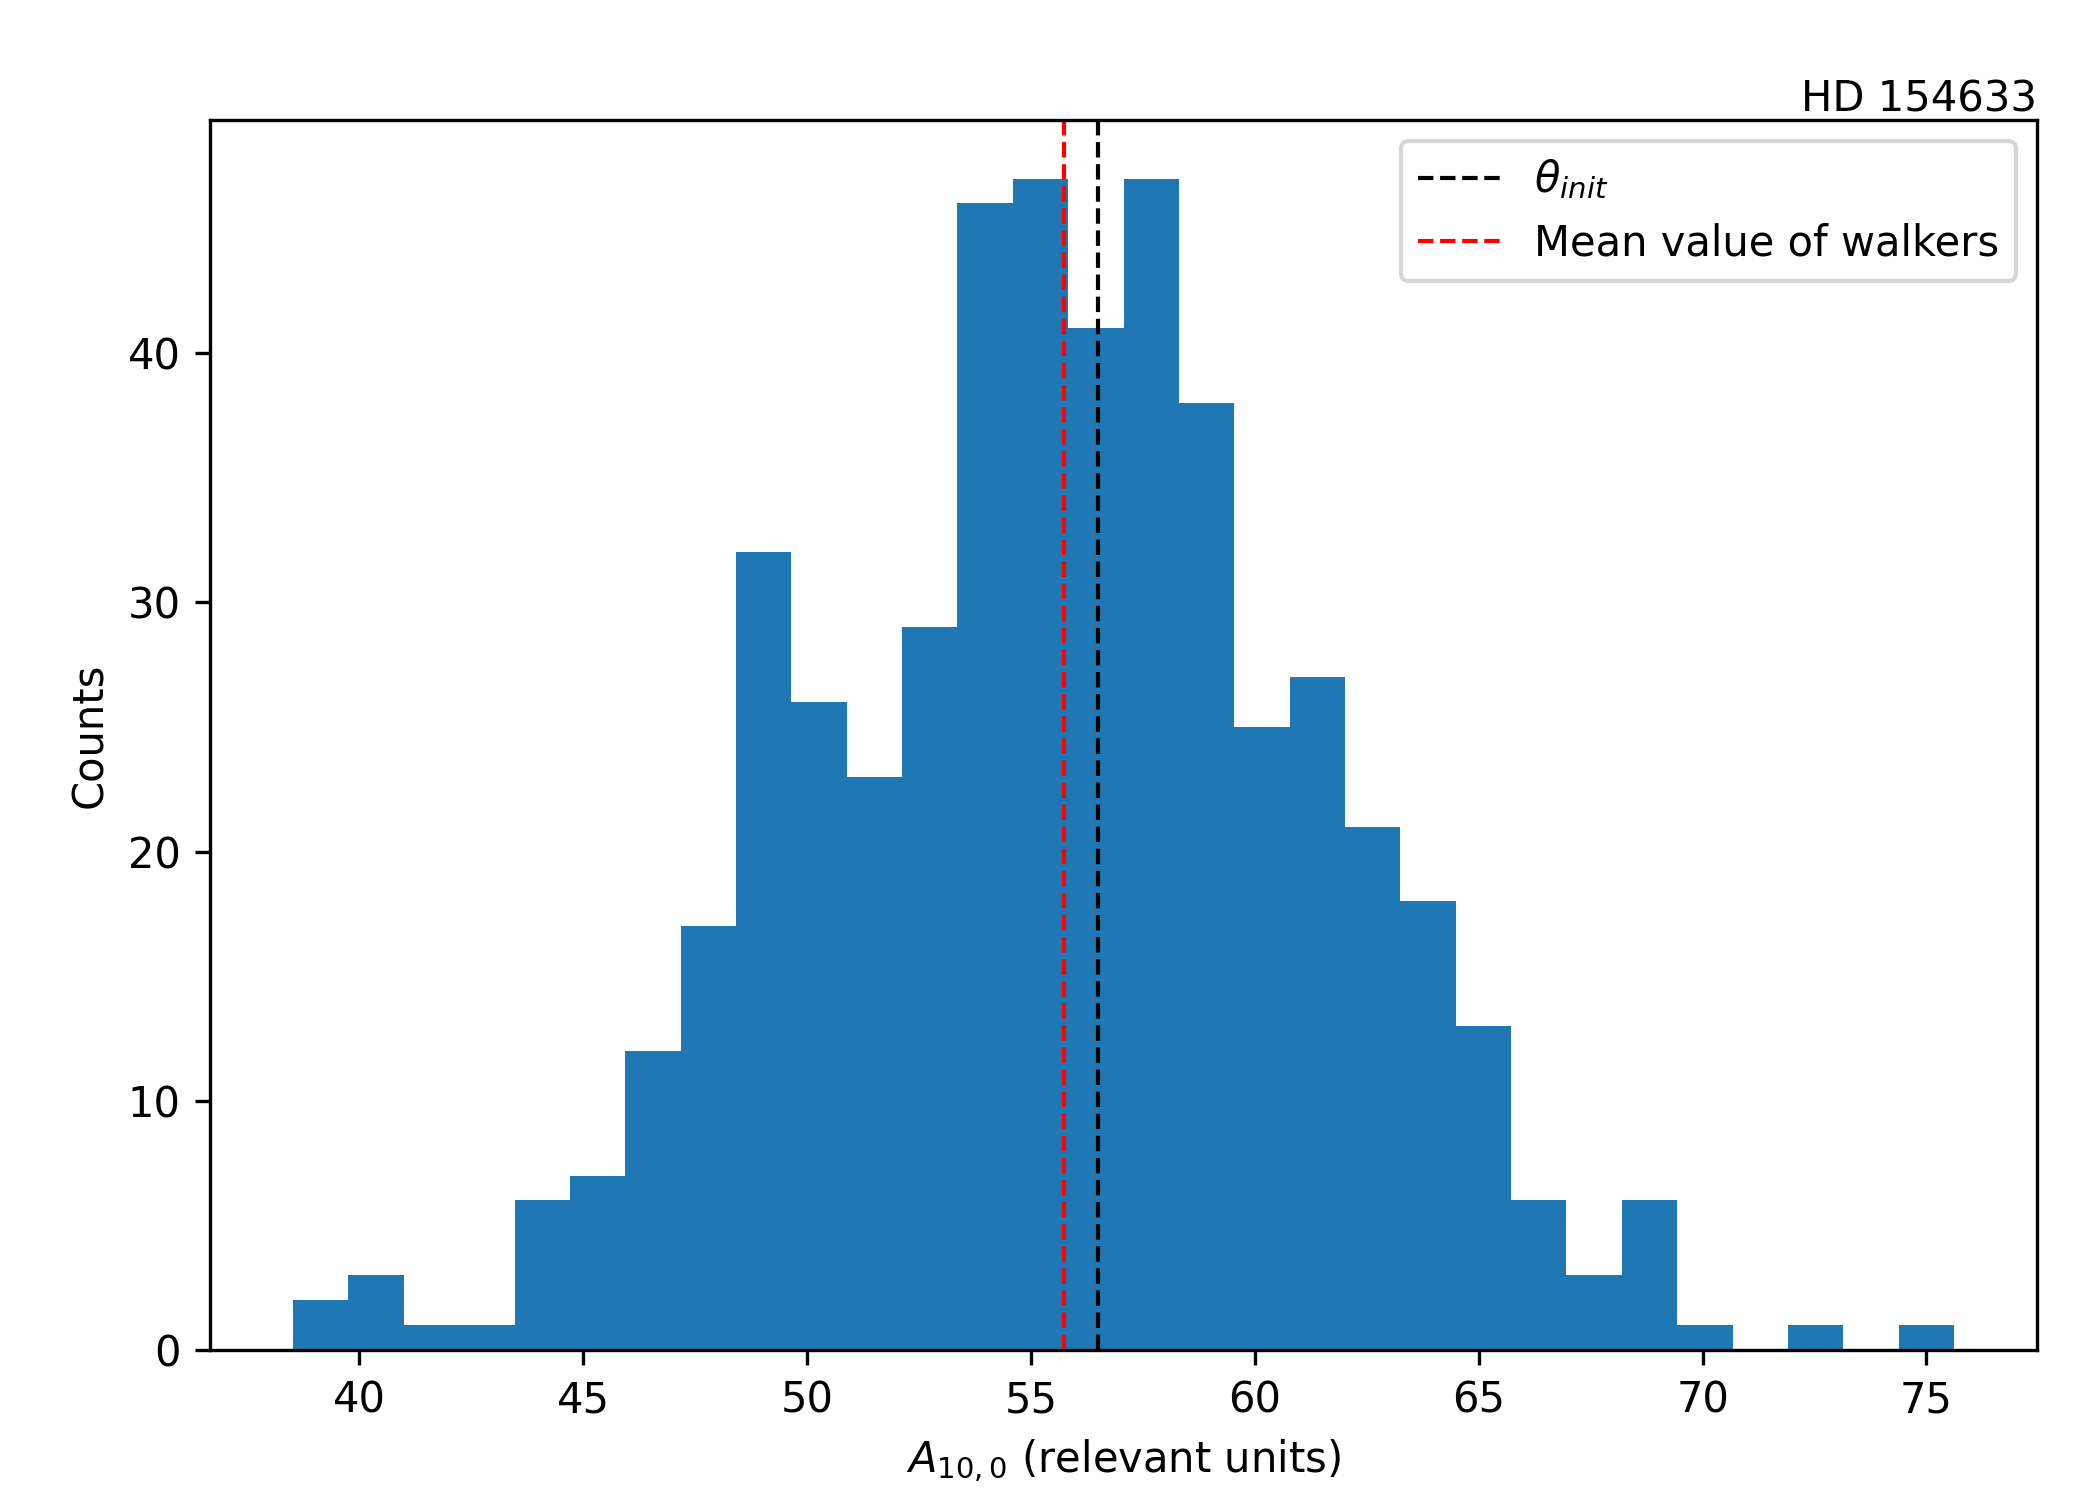 HD 154633
θinit
Mean value of walkers
Counts
40
30
20
10
0
40 45 50 55 60 65 70 75
A10,0 (relevant units)